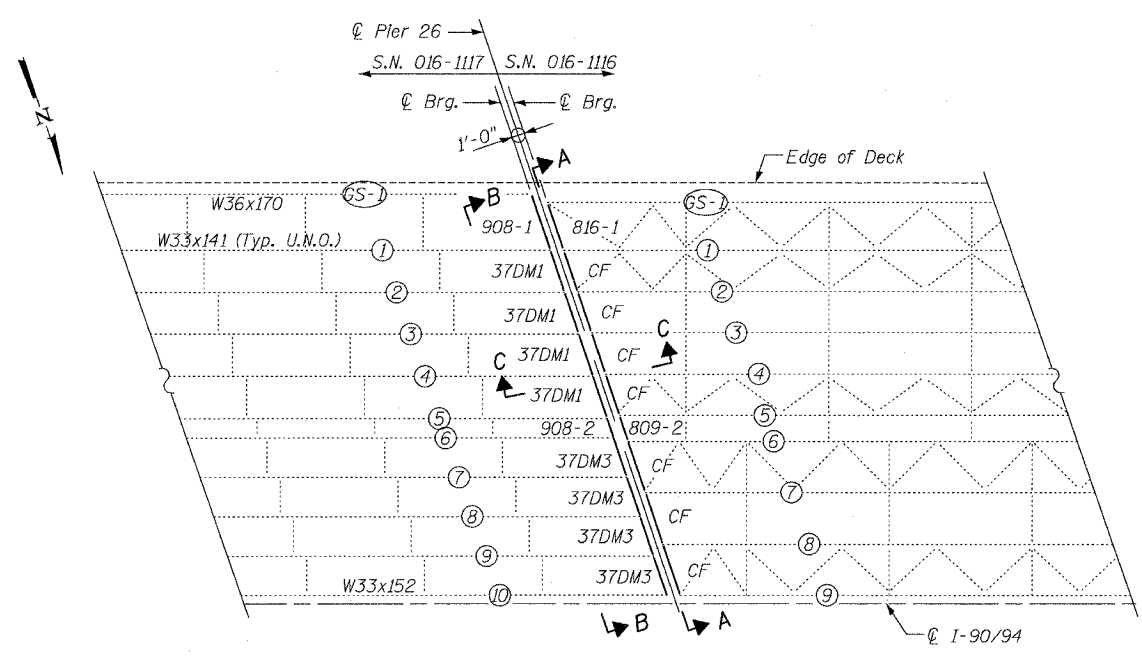 ℄ Pier 26
S.N. 016-1117 S.N. 016-1116
℄ Brg. ℄ Brg.
N
1'-0"
A
Edge of Deck
GS-1 GS-1
W36x170 B
908-1 816-1
W33x141 (Typ. U.N.O.)
1 1
37DM1 CF
2 2
37DM1 CF
3 3
C
37DM1 CF
C
4 4
37DM1 CF
5 5
908-2 809-2
6 6
37DM3 CF
7 7
37DM3
8 CF 8
37DM3
9
37DM3 CF
W33x152
10 9
B A
℄ I-90/94